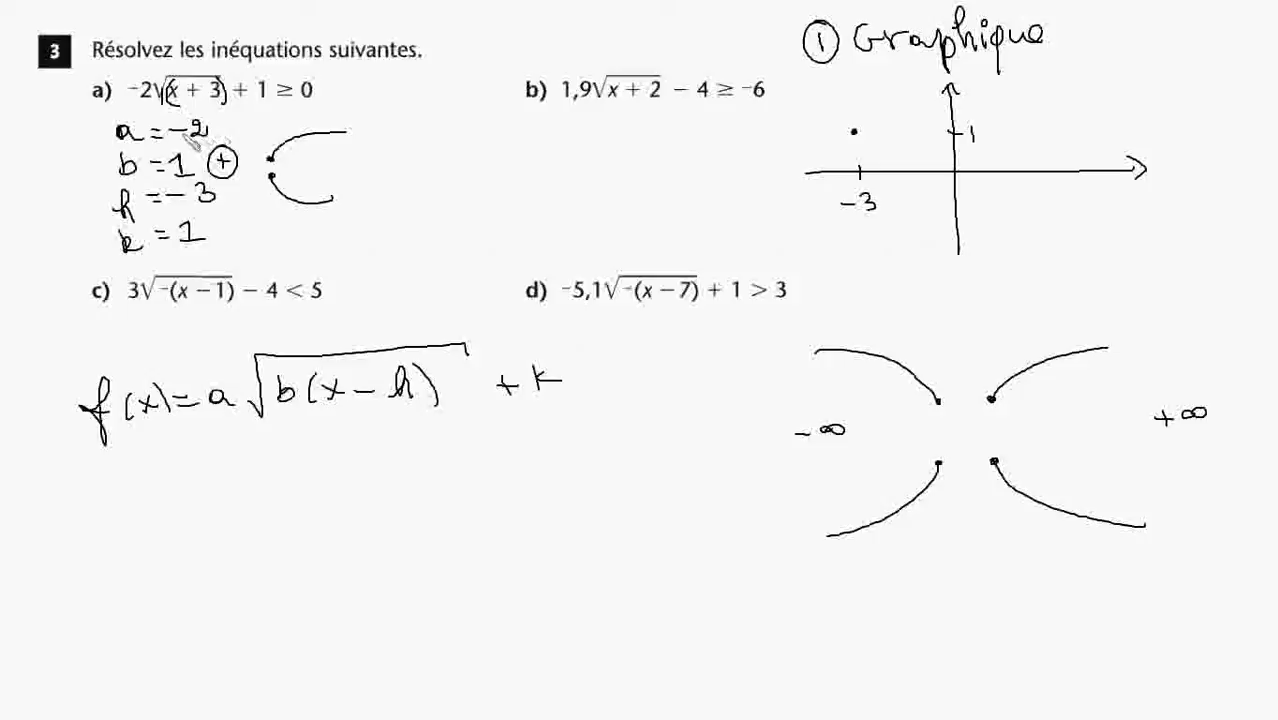 3 Résolvez les inéquations suivantes.
① Graphique
a) -2√(x + 3) + 1 ≥ 0
b) 1,9√x + 2 - 4 ≥ -6
a = -2
b = 1 +
h = -3
k = 1
1
-3
c) 3√-(x - 1) - 4 < 5
d) -5,1√-(x - 7) + 1 > 3
f(x) = a√b(x - h) + k
-∞
+∞